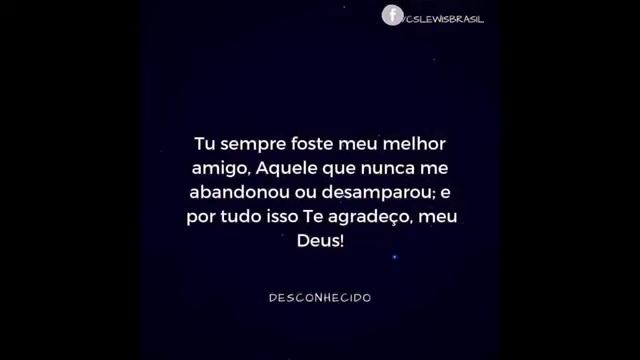 /CSLEWISBRASIL
Tu sempre foste meu melhor
amigo, Aquele que nunca me
abandonou ou desamparou; e
por tudo isso Te agradeço, meu
Deus!
DESCONHECIDO